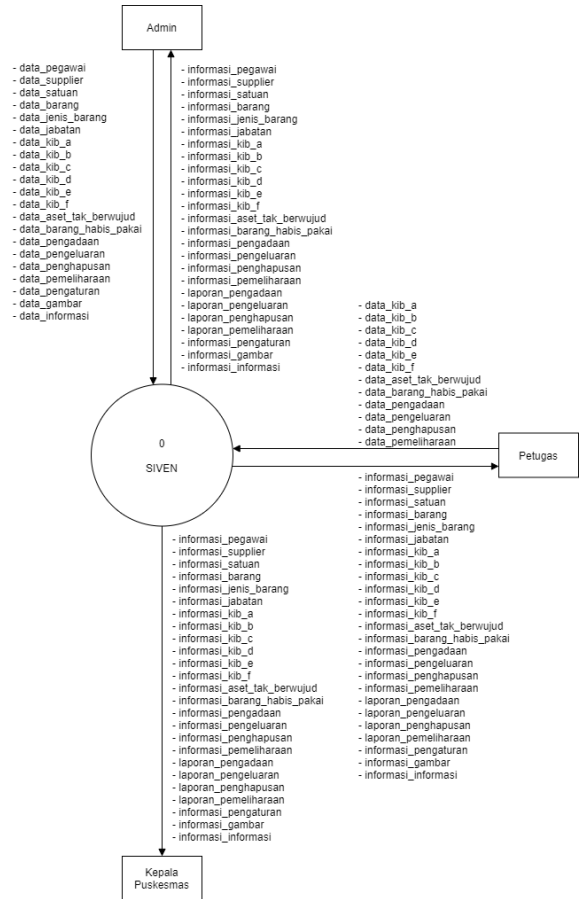 Admin
- data_pegawai
- data_supplier
- data_satuan
- data_barang
- data_jenis_barang
- data_jabatan
- data_kib_a
- data_kib_b
- data_kib_c
- data_kib_d
- data_kib_e
- data_kib_f
- data_aset_tak_berwujud
- data_barang_habis_pakai
- data_pengadaan
- data_pengeluaran
- data_penghapusan
- data_pemeliharaan
- data_pengaturan
- data_gambar
- data_informasi
- informasi_pegawai
- informasi_supplier
- informasi_satuan
- informasi_barang
- informasi_jenis_barang
- informasi_jabatan
- informasi_kib_a
- informasi_kib_b
- informasi_kib_c
- informasi_kib_d
- informasi_kib_e
- informasi_kib_f
- informasi_aset_tak_berwujud
- informasi_barang_habis_pakai
- informasi_pengadaan
- informasi_pengeluaran
- informasi_penghapusan
- informasi_pemeliharaan
- laporan_pengadaan
- laporan_pengeluaran
- laporan_penghapusan
- laporan_pemeliharaan
- informasi_pengaturan
- informasi_gambar
- informasi_informasi
- data_kib_a
- data_kib_b
- data_kib_c
- data_kib_d
- data_kib_e
- data_kib_f
- data_aset_tak_berwujud
- data_barang_habis_pakai
- data_pengadaan
- data_pengeluaran
- data_penghapusan
- data_pemeliharaan
0
SIVEN
Petugas
- informasi_pegawai
- informasi_supplier
- informasi_satuan
- informasi_barang
- informasi_jenis_barang
- informasi_jabatan
- informasi_kib_a
- informasi_kib_b
- informasi_kib_c
- informasi_kib_d
- informasi_kib_e
- informasi_kib_f
- informasi_aset_tak_berwujud
- informasi_barang_habis_pakai
- informasi_pengadaan
- informasi_pengeluaran
- informasi_penghapusan
- informasi_pemeliharaan
- laporan_pengadaan
- laporan_pengeluaran
- laporan_penghapusan
- laporan_pemeliharaan
- informasi_pengaturan
- informasi_gambar
- informasi_informasi
- informasi_pegawai
- informasi_supplier
- informasi_satuan
- informasi_barang
- informasi_jenis_barang
- informasi_jabatan
- informasi_kib_a
- informasi_kib_b
- informasi_kib_c
- informasi_kib_d
- informasi_kib_e
- informasi_kib_f
- informasi_aset_tak_berwujud
- informasi_barang_habis_pakai
- informasi_pengadaan
- informasi_pengeluaran
- informasi_penghapusan
- informasi_pemeliharaan
- laporan_pengadaan
- laporan_pengeluaran
- laporan_penghapusan
- laporan_pemeliharaan
- informasi_pengaturan
- informasi_gambar
- informasi_informasi
Kepala
Puskesmas